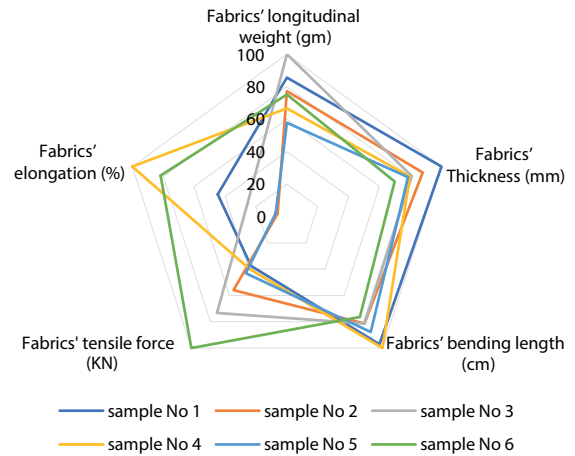 Fabrics’ longitudinal
weight (gm)
100
80
60
40
20
0
Fabrics’
Thickness (mm)
Fabrics’
elongation (%)
Fabrics' tensile force
(KN)
Fabrics’ bending length
(cm)
sample No 1
sample No 2
sample No 3
sample No 4
sample No 5
sample No 6